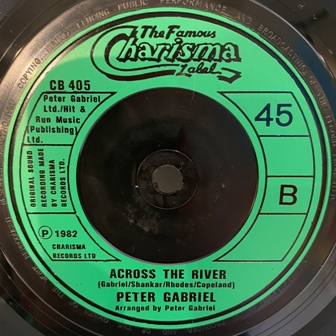 The Famous
Charisma
Label
CB 405
(Peter Gabriel
Ltd./Hit &
Run Music
(Publishing)
Ltd.
45
ORIGINAL SOUND
RECORDING MADE
BY CHARISMA
RECORDS LTD.
B
Ⓟ 1982
CHARISMA
RECORDS LTD
ACROSS THE RIVER
(Gabriel/Shankar/Rhodes/Copeland)
PETER GABRIEL
Arranged by Peter Gabriel